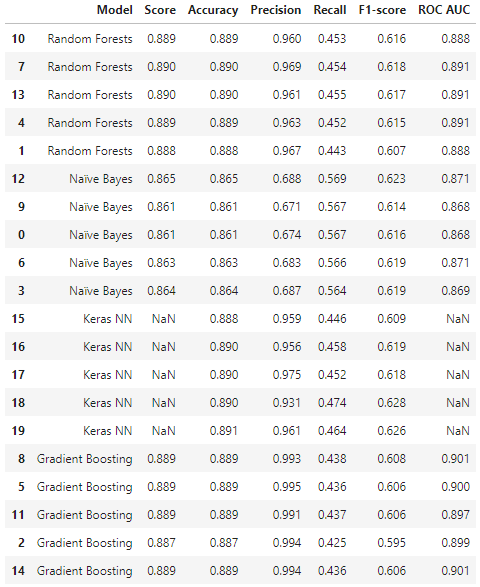 Model Score Accuracy Precision Recall F1-score ROC AUC
10 Random Forests 0.889 0.889 0.960 0.453 0.616 0.888
7 Random Forests 0.890 0.890 0.969 0.454 0.618 0.891
13 Random Forests 0.890 0.890 0.961 0.455 0.617 0.891
4 Random Forests 0.889 0.889 0.963 0.452 0.615 0.891
1 Random Forests 0.888 0.888 0.967 0.443 0.607 0.888
12 Naïve Bayes 0.865 0.865 0.688 0.569 0.623 0.871
9 Naïve Bayes 0.861 0.861 0.671 0.567 0.614 0.868
0 Naïve Bayes 0.861 0.861 0.674 0.567 0.616 0.868
6 Naïve Bayes 0.863 0.863 0.683 0.566 0.619 0.871
3 Naïve Bayes 0.864 0.864 0.687 0.564 0.619 0.869
15 Keras NN NaN 0.888 0.959 0.446 0.609 NaN
16 Keras NN NaN 0.890 0.956 0.458 0.619 NaN
17 Keras NN NaN 0.890 0.975 0.452 0.618 NaN
18 Keras NN NaN 0.890 0.931 0.474 0.628 NaN
19 Keras NN NaN 0.891 0.961 0.464 0.626 NaN
8 Gradient Boosting 0.889 0.889 0.993 0.438 0.608 0.901
5 Gradient Boosting 0.889 0.889 0.995 0.436 0.606 0.900
11 Gradient Boosting 0.889 0.889 0.991 0.437 0.606 0.897
2 Gradient Boosting 0.887 0.887 0.994 0.425 0.595 0.899
14 Gradient Boosting 0.889 0.889 0.994 0.436 0.606 0.901